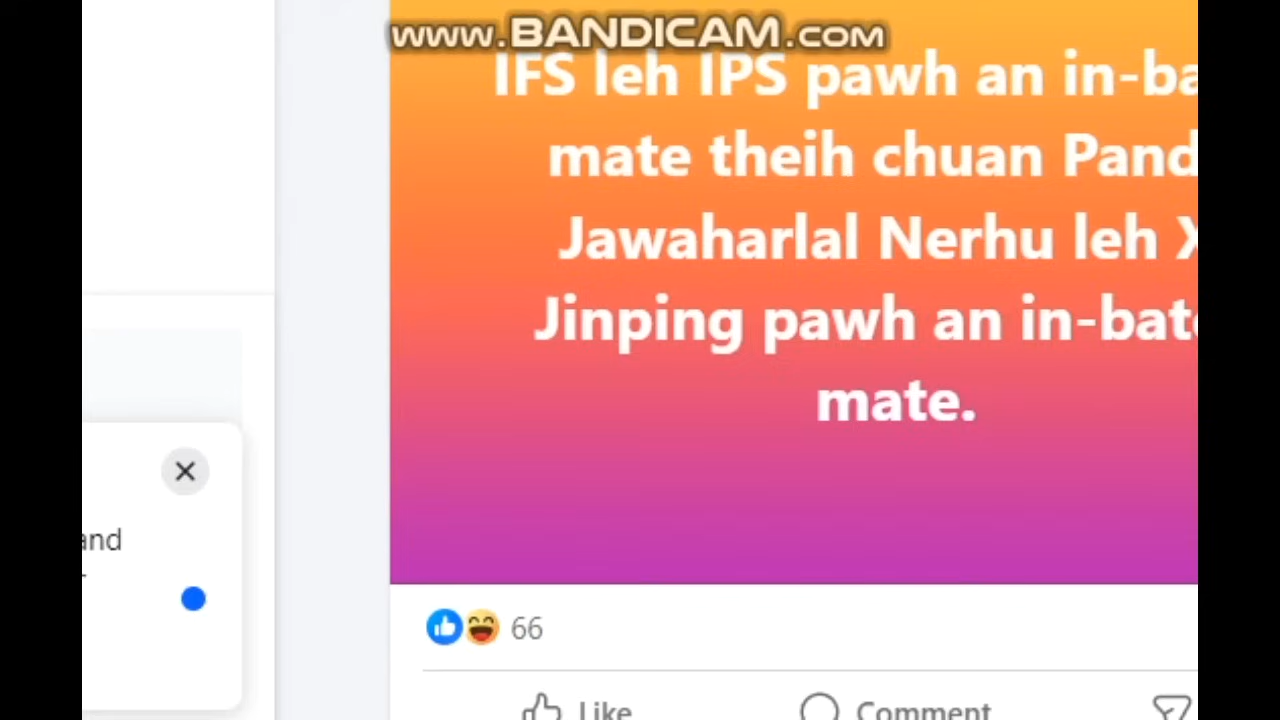 www.BANDICAM.com
IFS leh IPS pawh an in-ba
mate theih chuan Pand
Jawaharlal Nerhu leh X
Jinping pawh an in-batc
mate.
and
66
Like
Comment